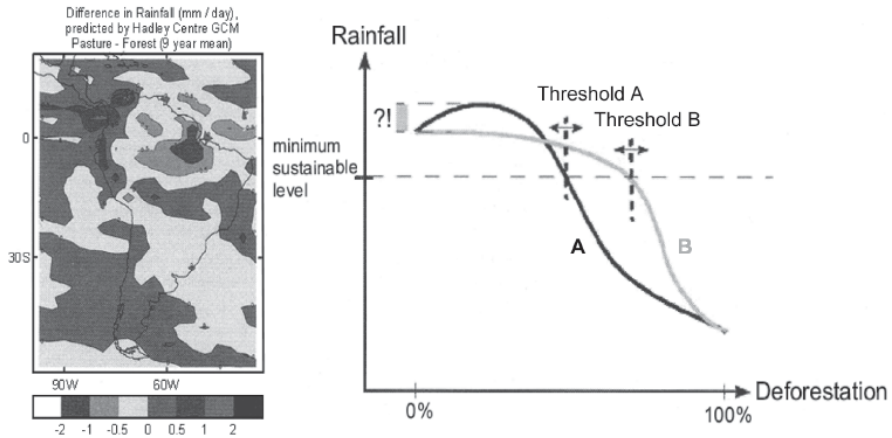 Difference in Rainfall (mm / day),
predicted by Hadley Centre GCM
Pasture - Forest (9 year mean)
0
30S
90W
60W
-2 -1 -0.5 0 0.5 1 2
Rainfall
?!
Threshold A
Threshold B
minimum
sustainable
level
A
B
Deforestation
0%
100%